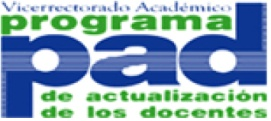 Vicerrectorado Académico
programa
pad
de actualización
de los docentes